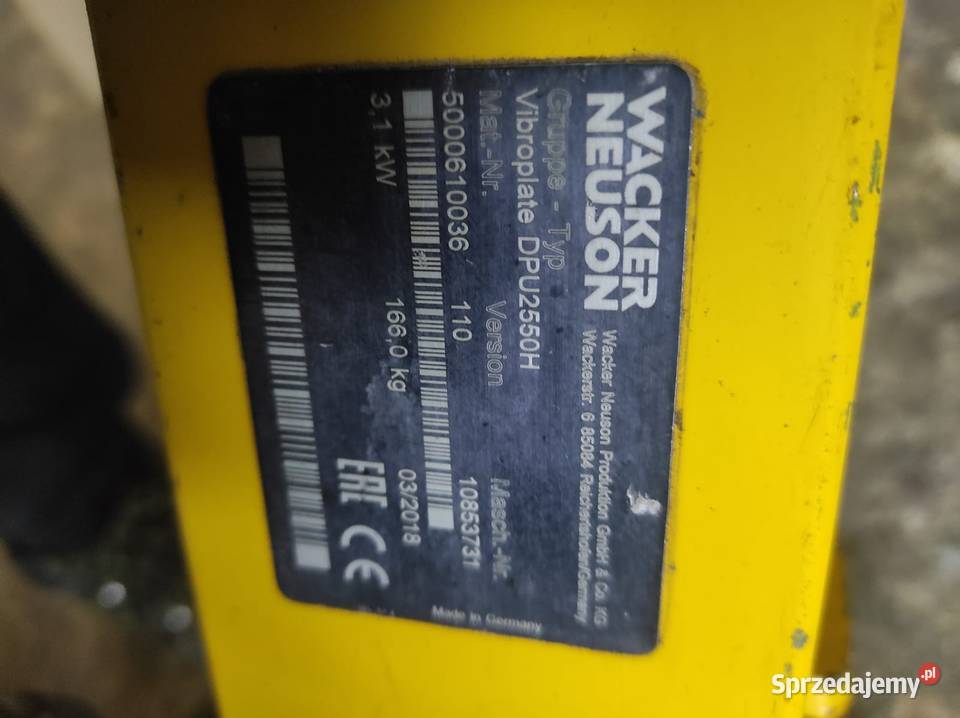 WACKER
NEUSON
Wacker Neuson Produktion GmbH & Co. KG
Wackerstr. 6 85084 Reichertshofen/Germany
Gruppe - Typ
Vibroplate DPU2550H
Mat.-Nr. Version Masch.-Nr.
5000610036 110 10853731
3,1 kW 166,0 kg 03/2018
EAC CE
Made in Germany
Sprzedajemy.pl